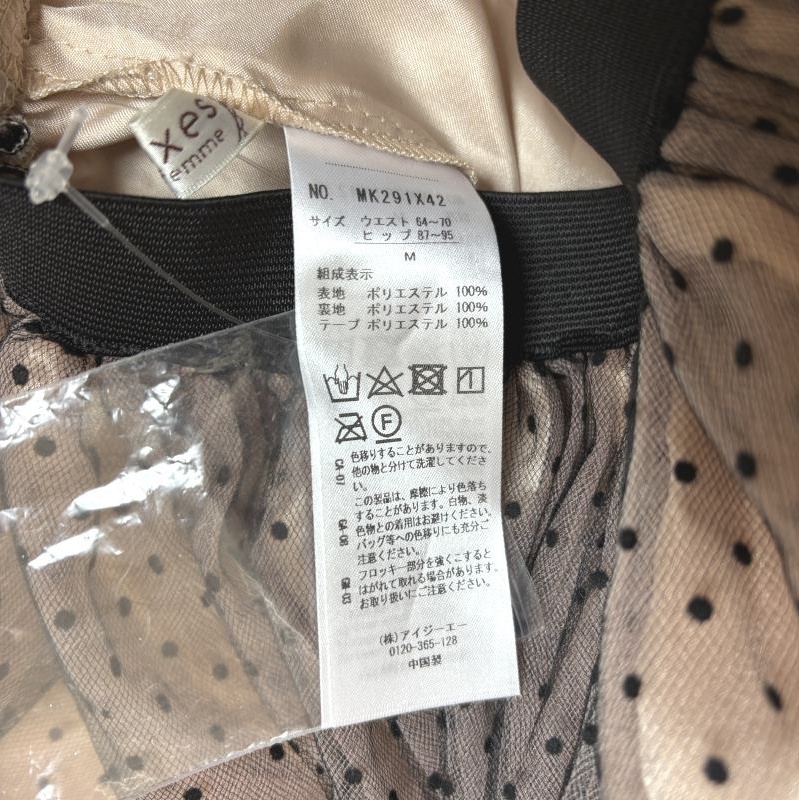 xes
femme
NO. MK291X42
サイズ ウエスト 64~70
ヒップ 87~95
M
組成表示
表地 ポリエステル 100%
裏地 ポリエステル 100%
テープ ポリエステル 100%
F
色移りすることがありますので、
他の物と分けて洗濯してくださ
い。
CA-07
この製品は、摩擦により色落ち
することがあります。白物、淡
色物との着用はお避けください。
バッグ等への色移りにも充分ご
注意ください。
フロッキー部分を強くこすると
はがれて取れる場合があります。
お取り扱いにご注意ください。
(株)アイジーエー
0120-365-128
中国製